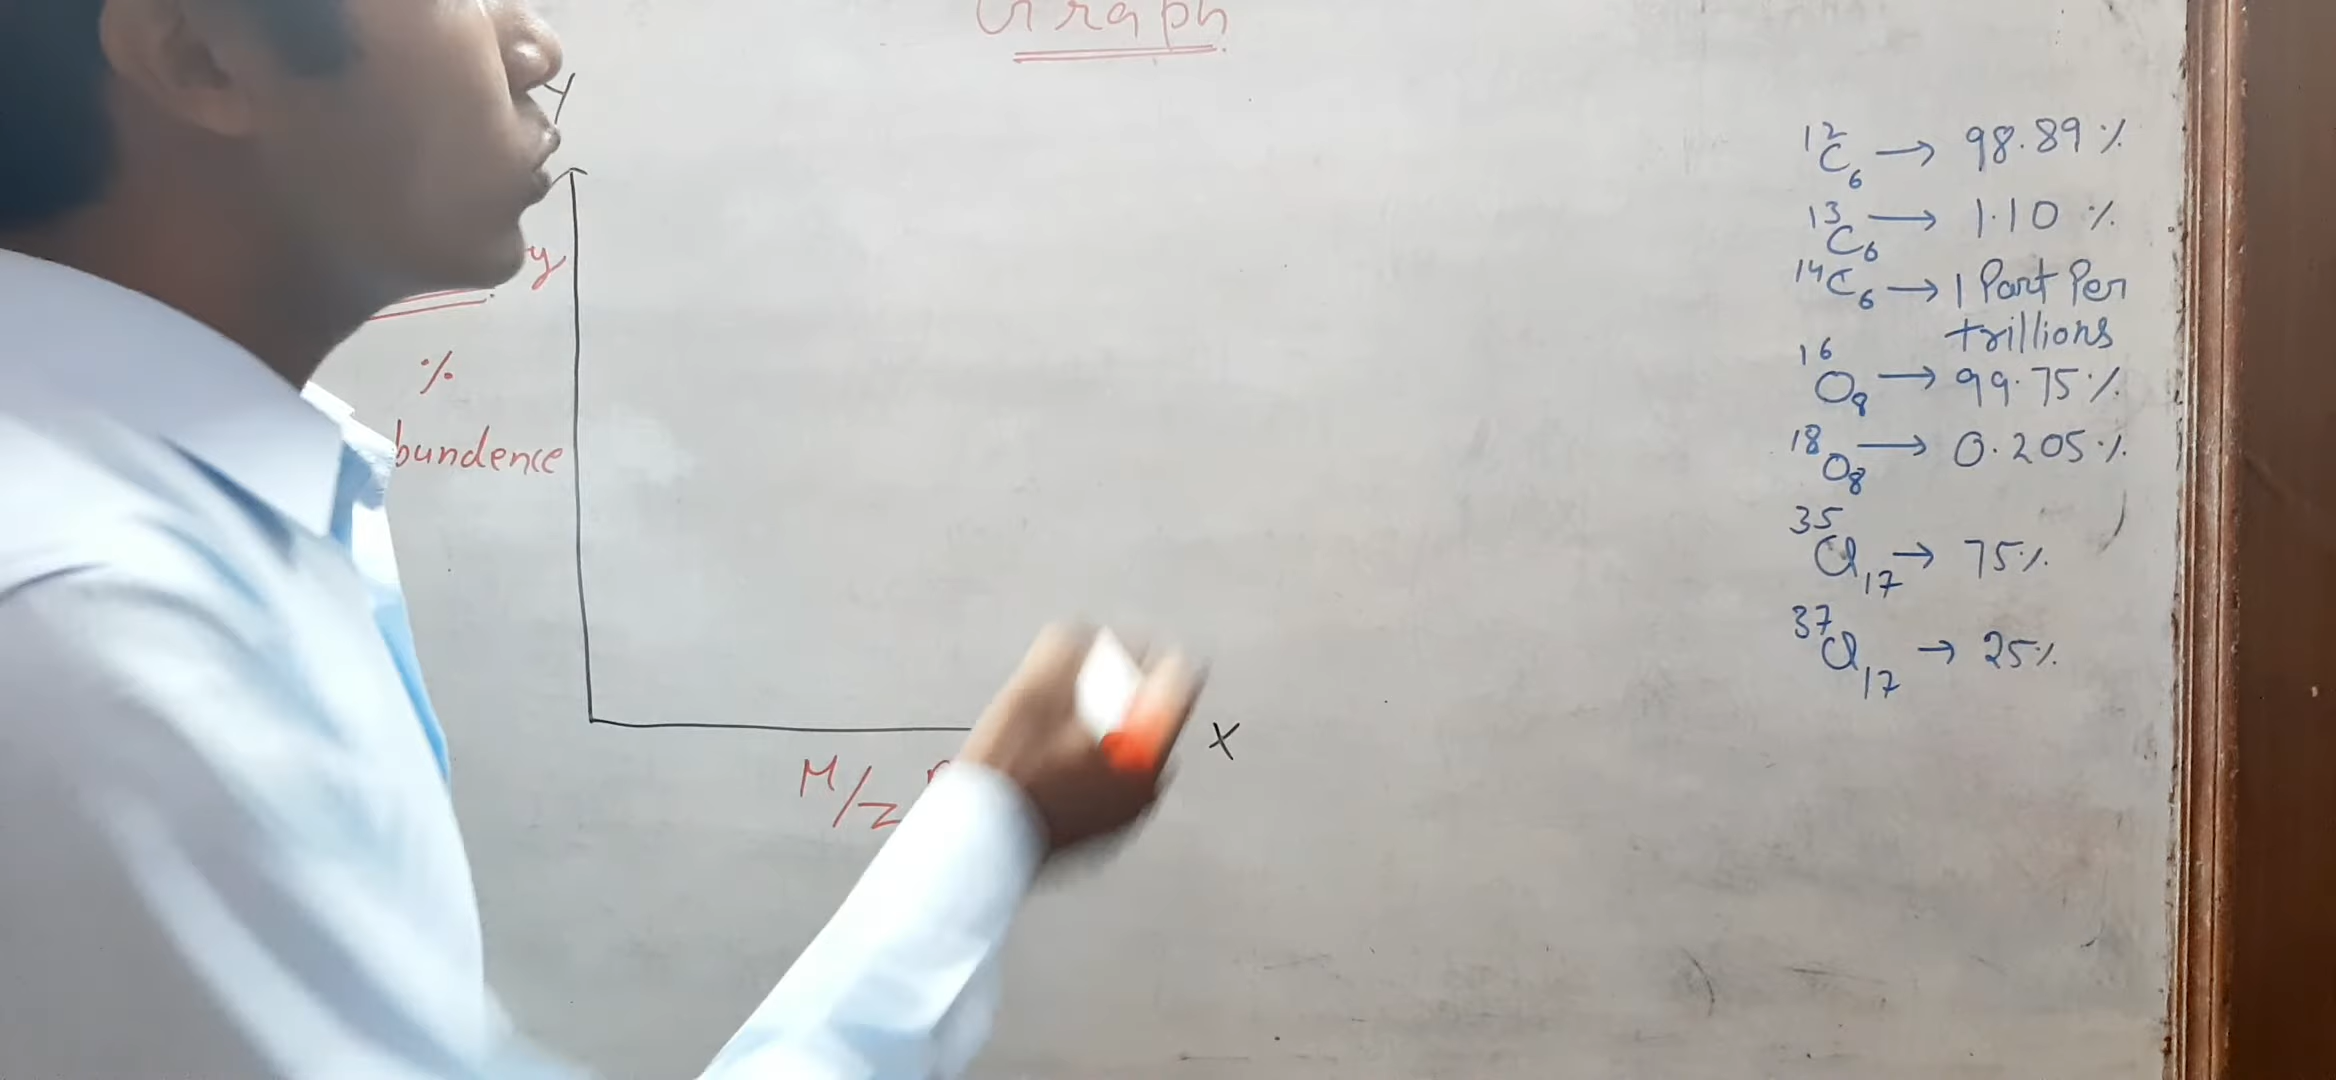 Graph
Y
%
M/Z
X
¹²C₆ → 98.89 %
¹³C₆ → 1.10 %
¹⁴C₆ → 1 Part Per
trillions
¹⁶O₈ → 99.75 %
¹⁸O₈ → 0.205 %
³⁵Cl₁₇ → 75 %
³⁷Cl₁₇ → 25 %